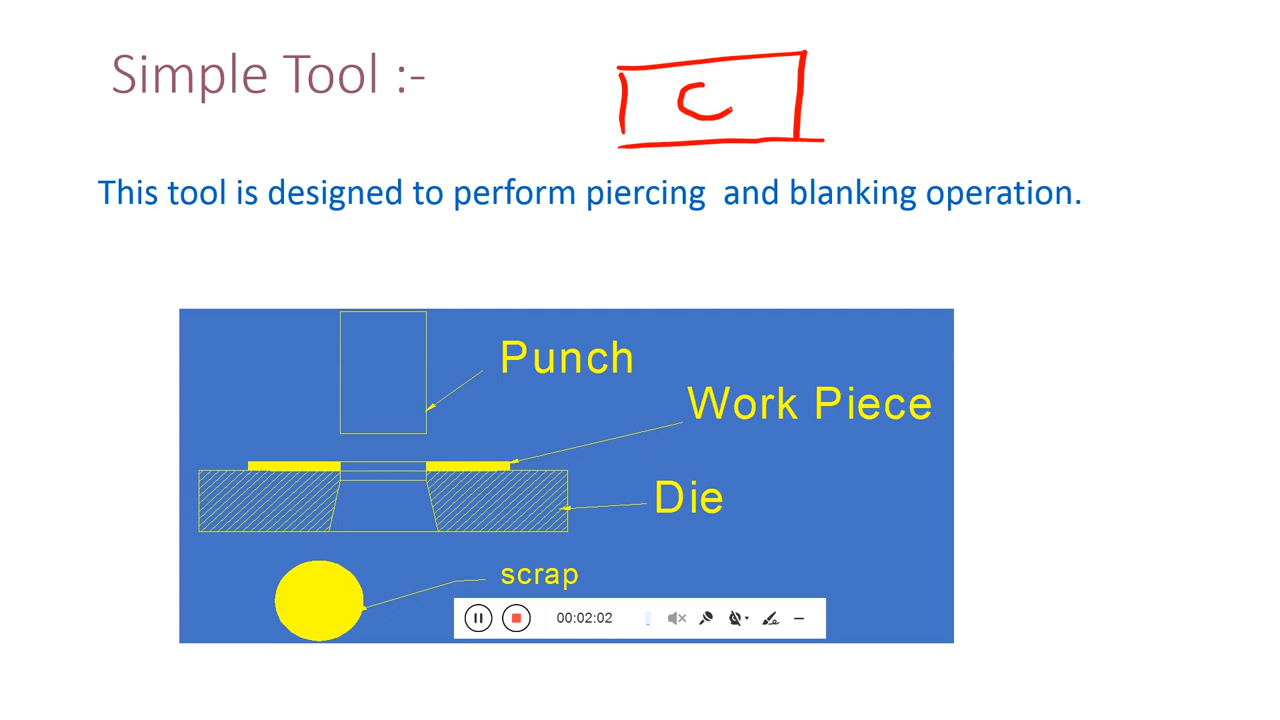 Simple Tool :-
C
This tool is designed to perform piercing  and blanking operation.
Punch
Work Piece
Die
scrap
00:02:02